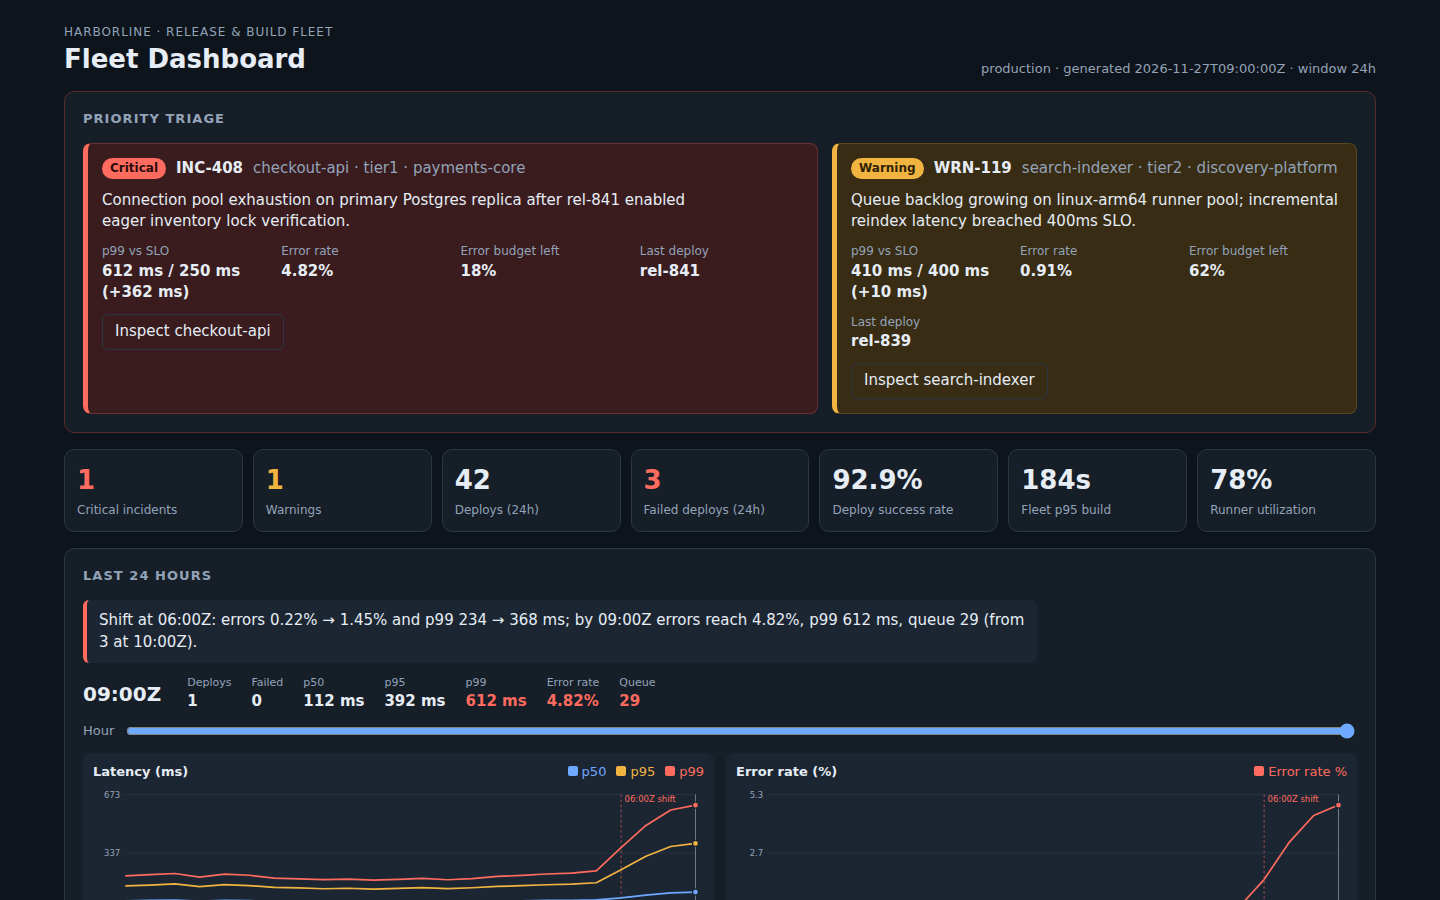 HARBORLINE · RELEASE & BUILD FLEET
Fleet Dashboard
production · generated 2026-11-27T09:00:00Z · window 24h
PRIORITY TRIAGE
Critical INC-408 checkout-api · tier1 · payments-core
Connection pool exhaustion on primary Postgres replica after rel-841 enabled
eager inventory lock verification.
p99 vs SLO Error rate Error budget left Last deploy
612 ms / 250 ms 4.82% 18% rel-841
(+362 ms)
Inspect checkout-api
Warning WRN-119 search-indexer · tier2 · discovery-platform
Queue backlog growing on linux-arm64 runner pool; incremental
reindex latency breached 400ms SLO.
p99 vs SLO Error rate Error budget left
410 ms / 400 ms 0.91% 62%
(+10 ms)
Last deploy
rel-839
Inspect search-indexer
1 1 42 3 92.9% 184s 78%
Critical incidents Warnings Deploys (24h) Failed deploys (24h) Deploy success rate Fleet p95 build Runner utilization
LAST 24 HOURS
Shift at 06:00Z: errors 0.22% → 1.45% and p99 234 → 368 ms; by 09:00Z errors reach 4.82%, p99 612 ms, queue 29 (from
3 at 10:00Z).
Deploys Failed p50 p95 p99 Error rate Queue
09:00Z 1 0 112 ms 392 ms 612 ms 4.82% 29
Hour
Latency (ms) p50 p95 p99
673 06:00Z shift
337
Error rate (%) Error rate %
5.3 06:00Z shift
2.7